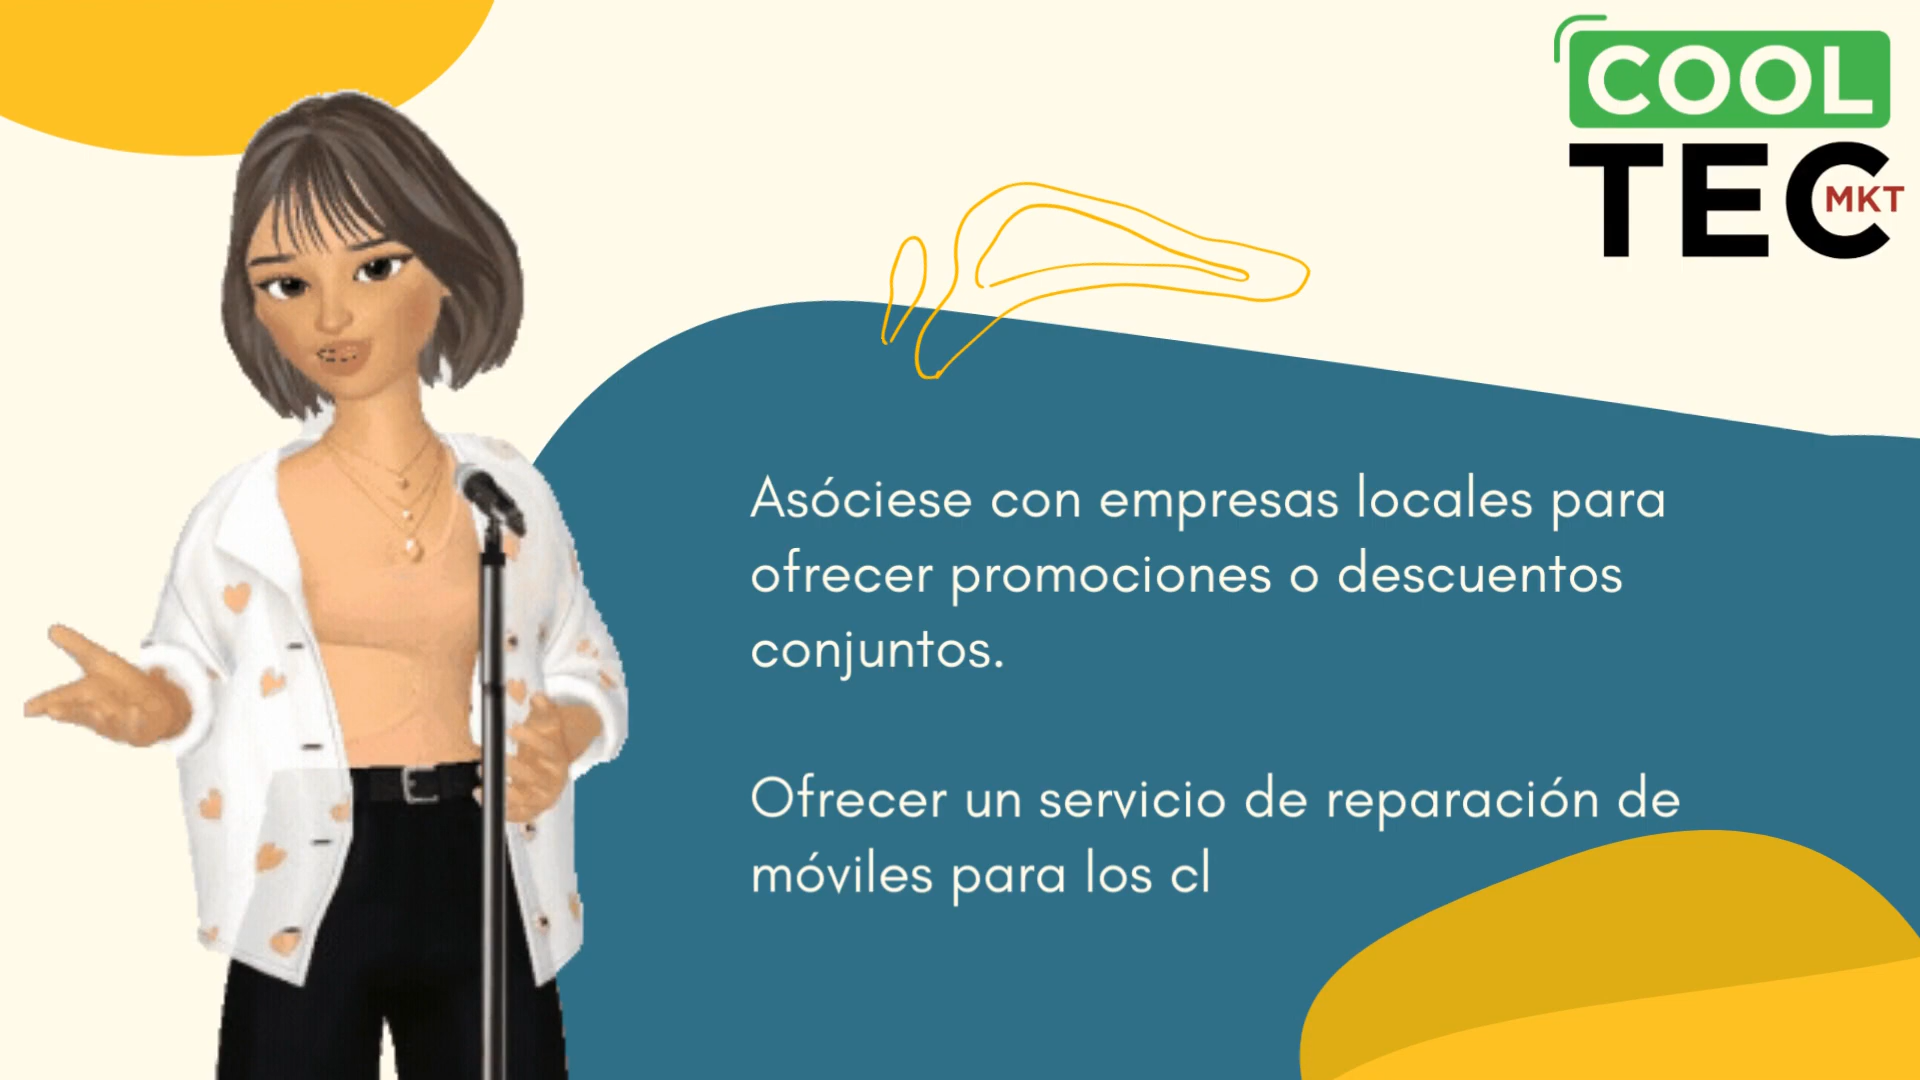 COOL
TEC
MKT
Asóciese con empresas locales para
ofrecer promociones o descuentos
conjuntos.
Ofrecer un servicio de reparación de
móviles para los cl